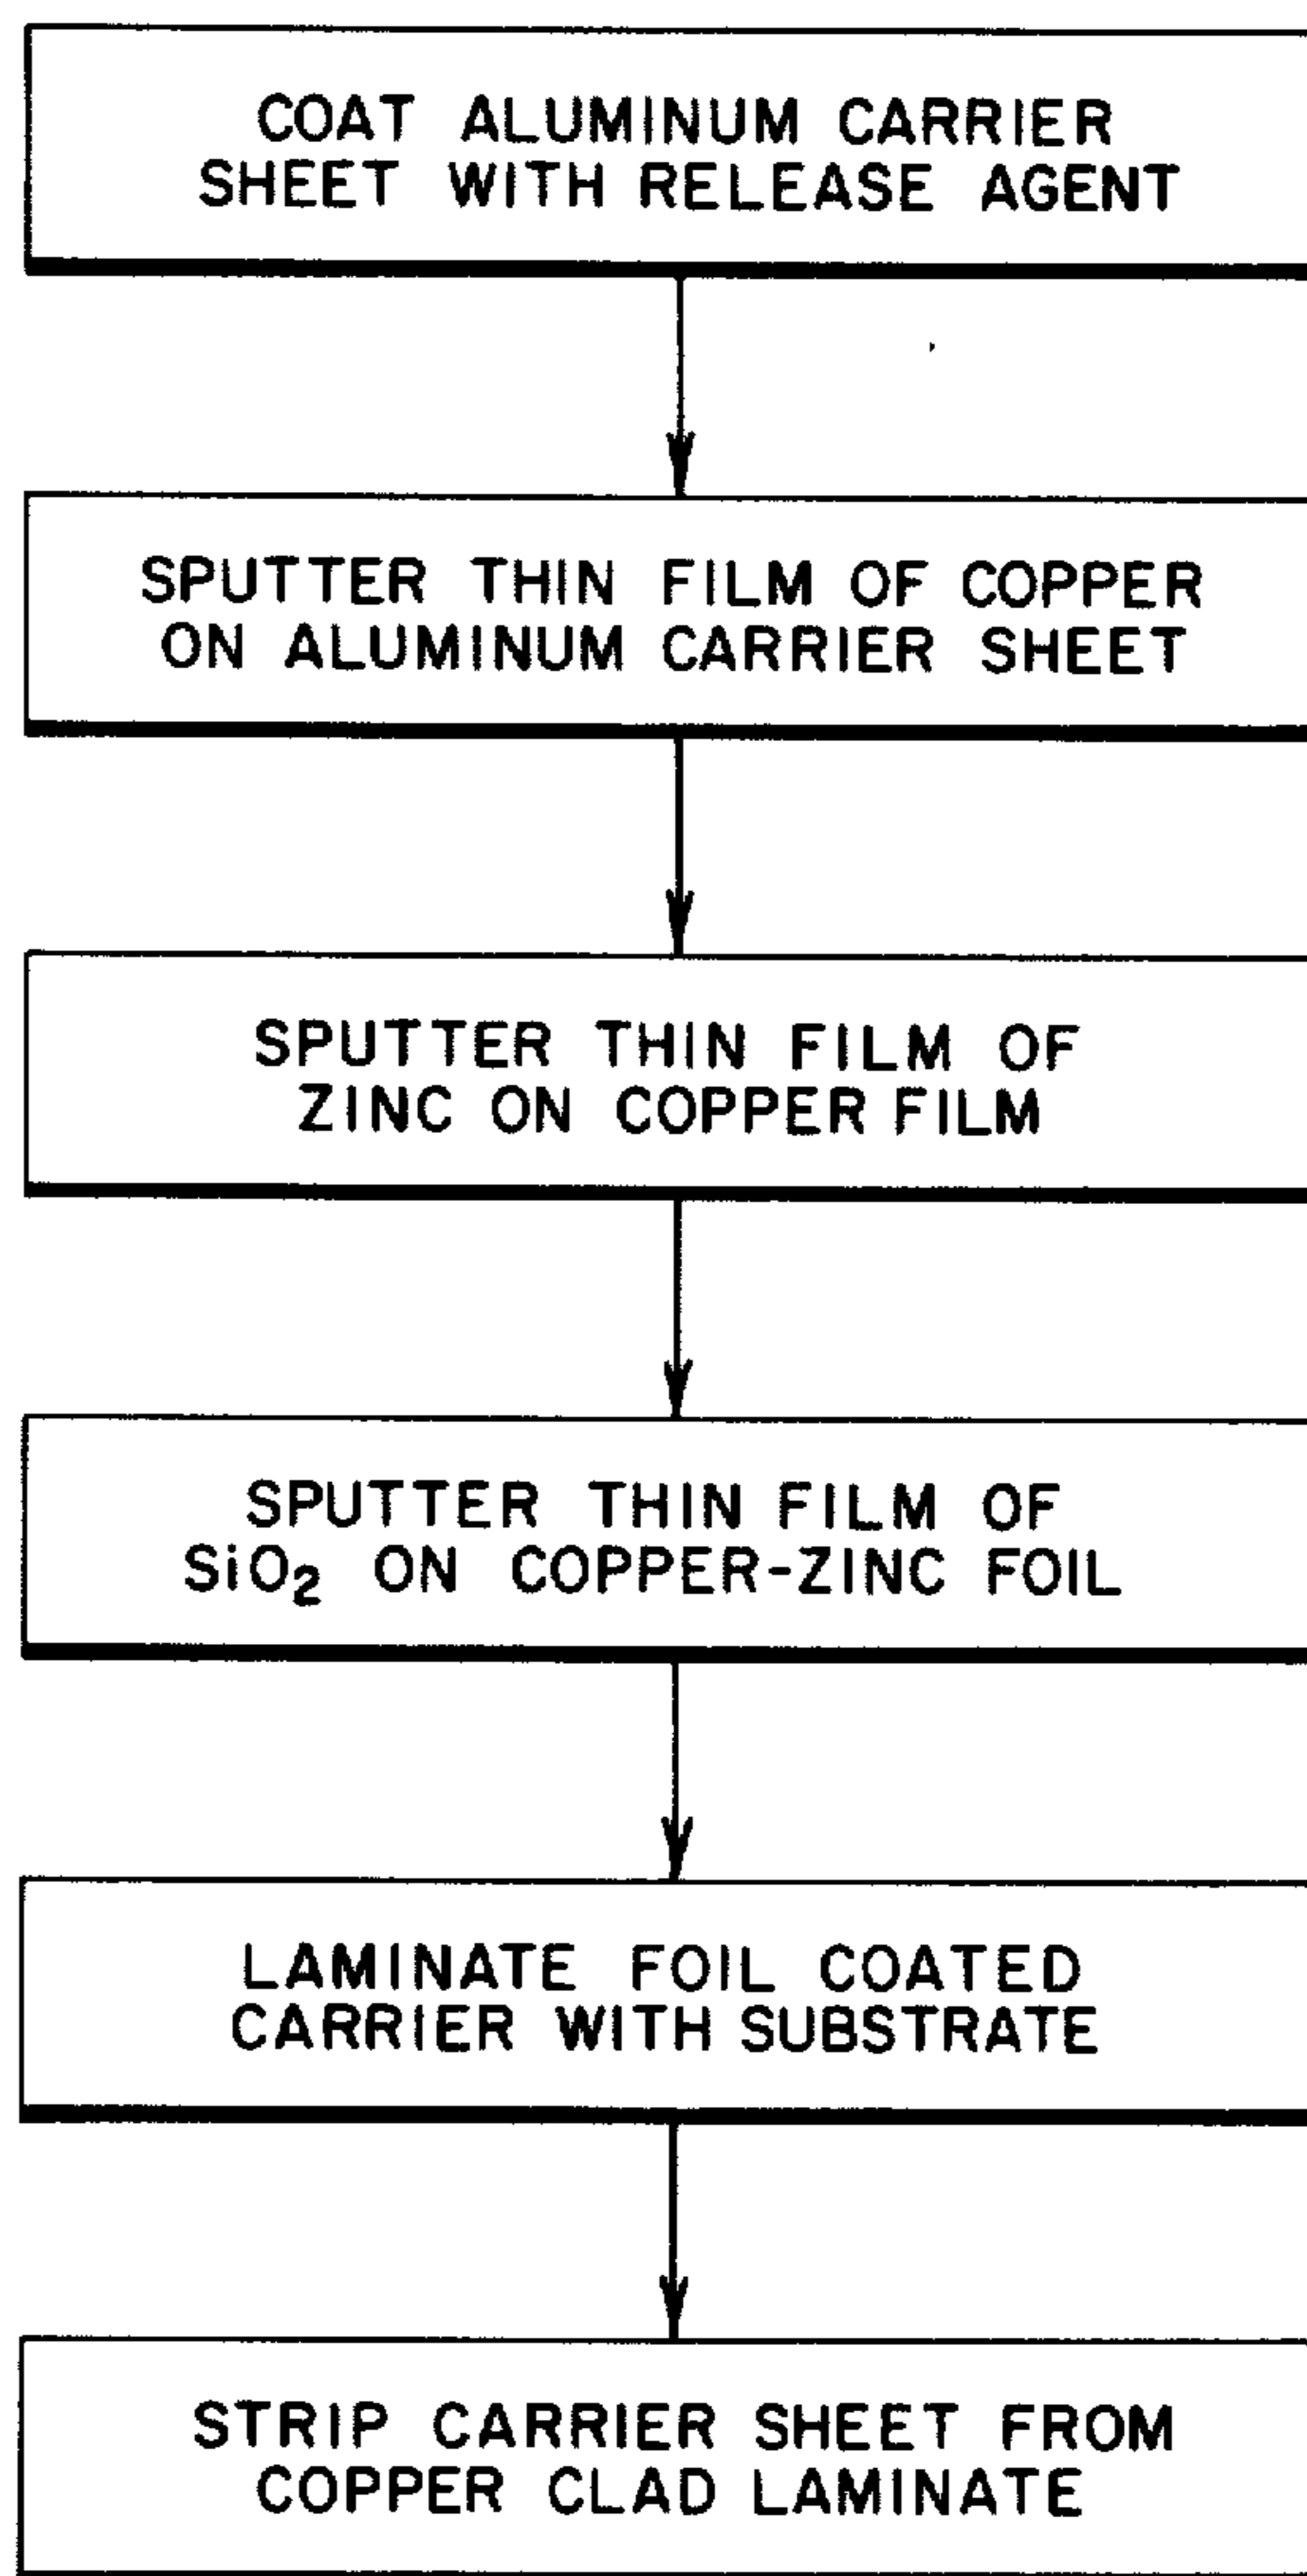 COAT ALUMINUM CARRIER
SHEET WITH RELEASE AGENT
SPUTTER THIN FILM OF COPPER
ON ALUMINUM CARRIER SHEET
SPUTTER THIN FILM OF
ZINC ON COPPER FILM
SPUTTER THIN FILM OF
SiO₂ ON COPPER-ZINC FOIL
LAMINATE FOIL COATED
CARRIER WITH SUBSTRATE
STRIP CARRIER SHEET FROM
COPPER CLAD LAMINATE